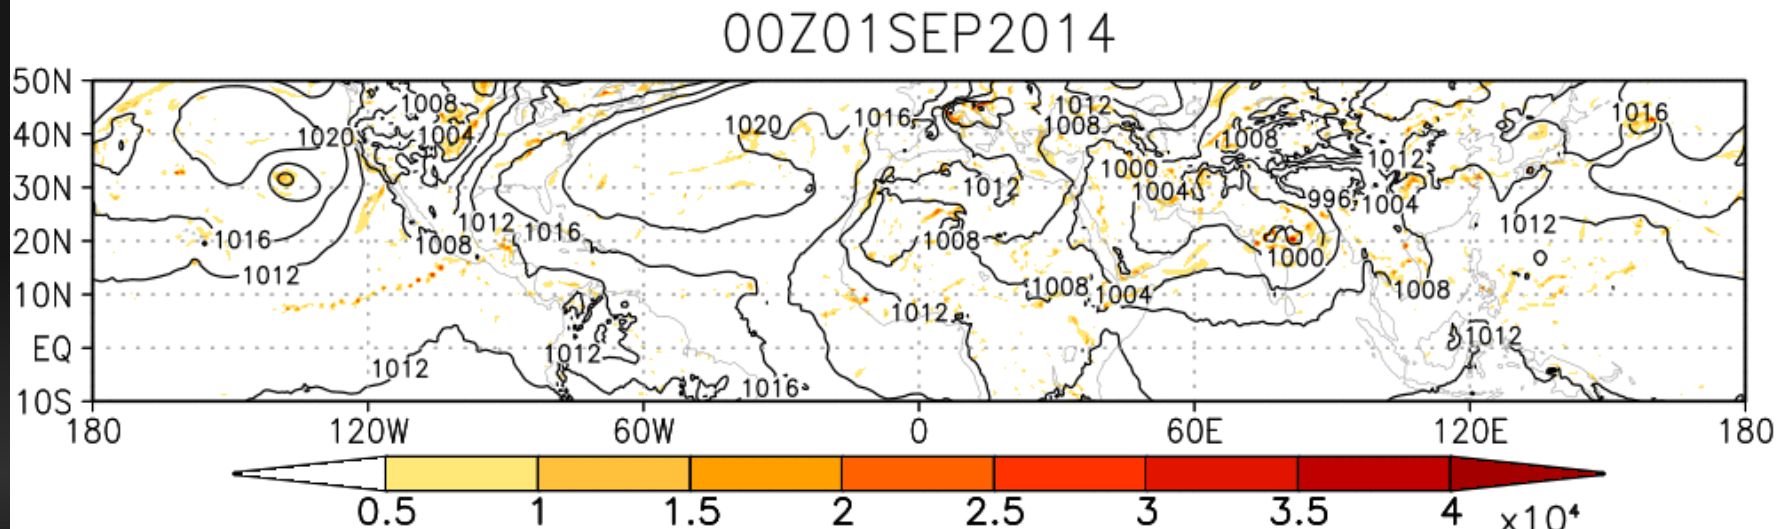 00Z01SEP2014
50N
1008 1012 1016
1020 1004 1020 1016 1008 1008
40N
1000 1012
30N 1012 1004 996 1004
1012 1016 1012
20N 1016 1008 1008 1000
1012
10N 1008 1004 1008
1012
EQ 1012 1012
1012 1016
10S
180 120W 60W 0 60E 120E 180
0.5 1 1.5 2 2.5 3 3.5 4 ×10⁴